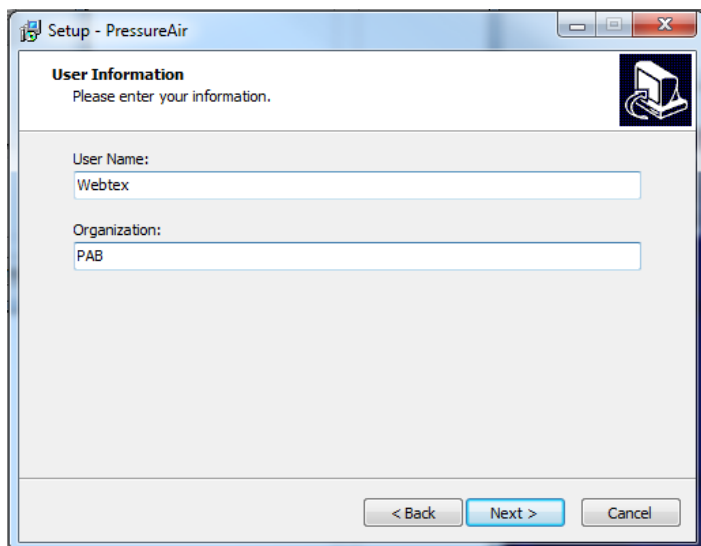 Setup - PressureAir
User Information
Please enter your information.
User Name:
Webtex
Organization:
PAB
< Back Next > Cancel